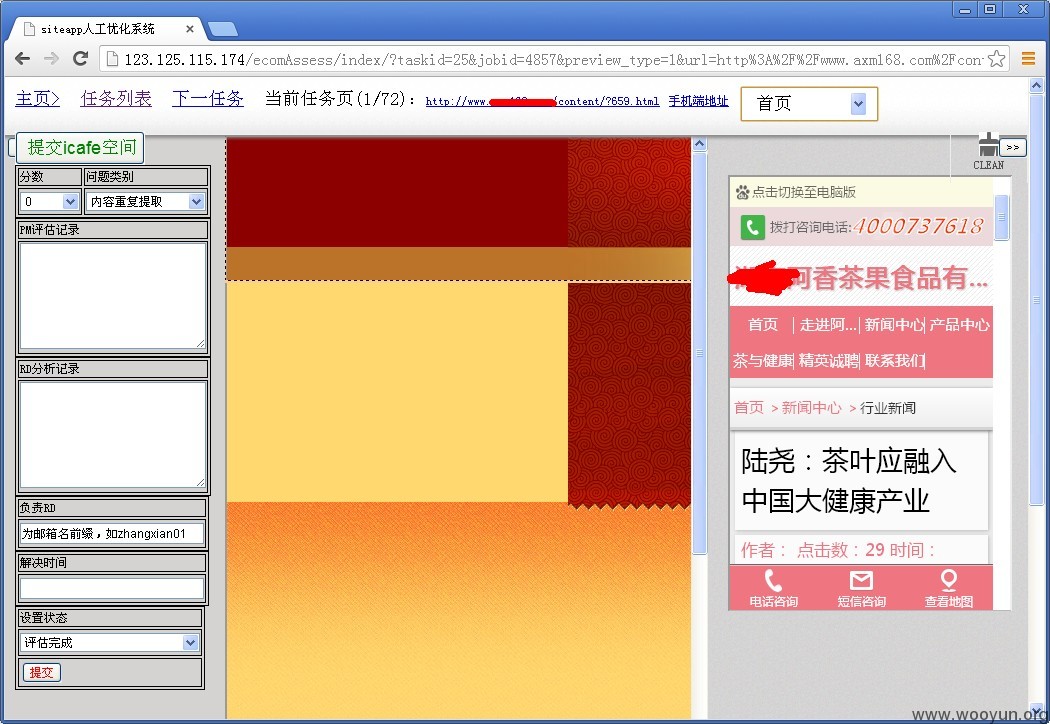 siteapp人工优化系统
123.125.115.174/ecomAssess/index/?taskid=25&jobid=4857&preview_type=1&url=http%3A%2F%2Fwww.axm168.com%2Fcon
主页> 任务列表 下一任务 当前任务页(1/72): http://www. /content/?659.html 手机端地址 首页
提交icafe空间
>>
CLEAN
分数 问题类别
0 内容重复提取
PM评估记录
RD分析记录
负责RD
为邮箱名前缀，如zhangxian01
解决时间
设置状态
评估完成
提交
点击切换至电脑版
拨打咨询电话:4000737618
阿香茶果食品有...
首页 | 走进阿...| 新闻中心| 产品中心
茶与健康| 精英诚聘| 联系我们|
首页 > 新闻中心 > 行业新闻
陆尧：茶叶应融入
中国大健康产业
作者： 点击数：29 时间：
电话咨询 短信咨询 查看地图
www.wooyun.org